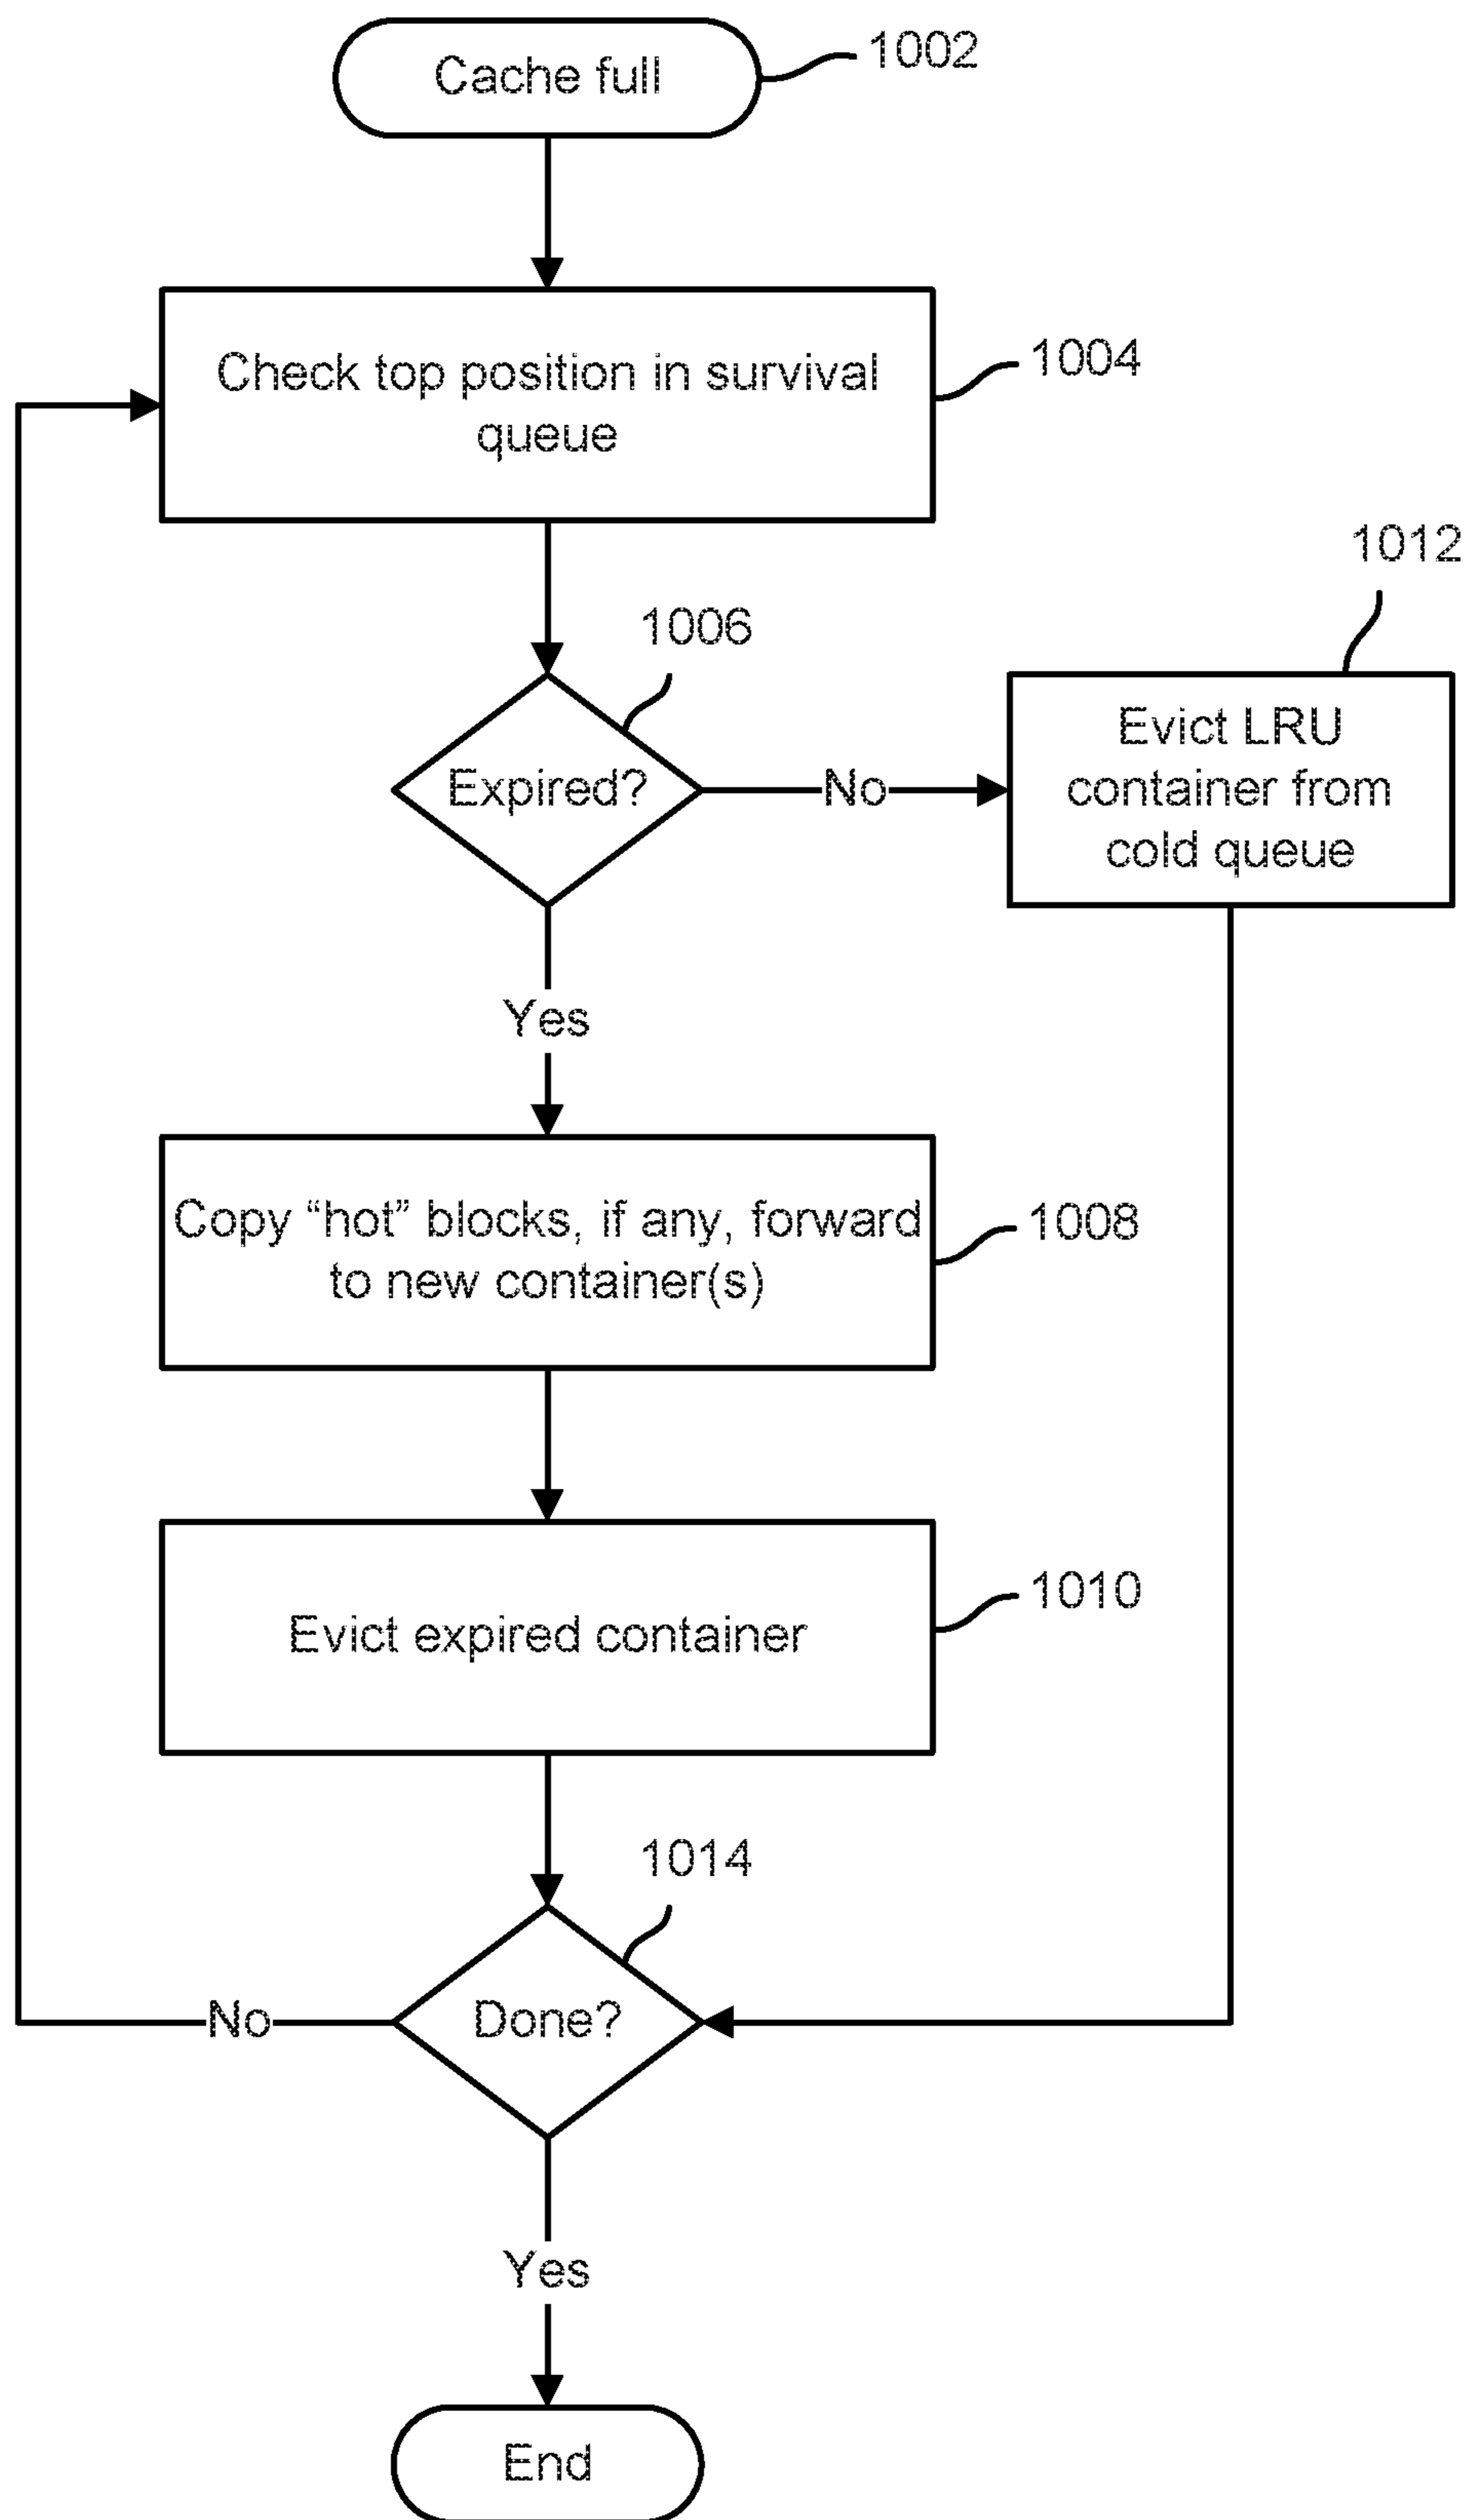 Cache full
1002
Check top position in survival
queue
1004
1006
Expired?
No
1012
Evict LRU
container from
cold queue
Yes
Copy “hot” blocks, if any, forward
to new container(s)
1008
Evict expired container
1010
1014
Done?
No
Yes
End